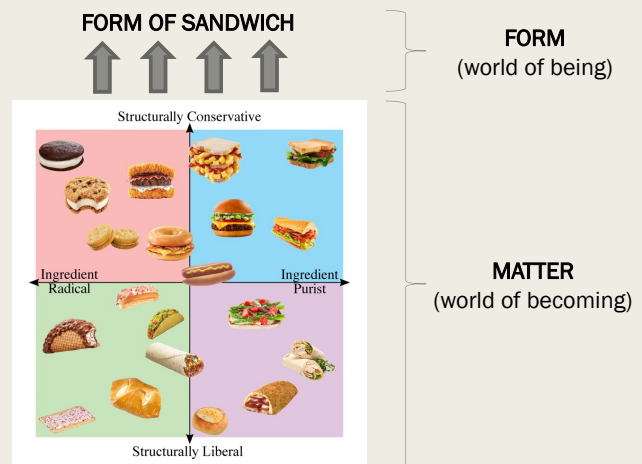 FORM OF SANDWICH
FORM
(world of being)
Structurally Conservative
Ingredient
Radical
Ingredient
Purist
MATTER
(world of becoming)
Structurally Liberal